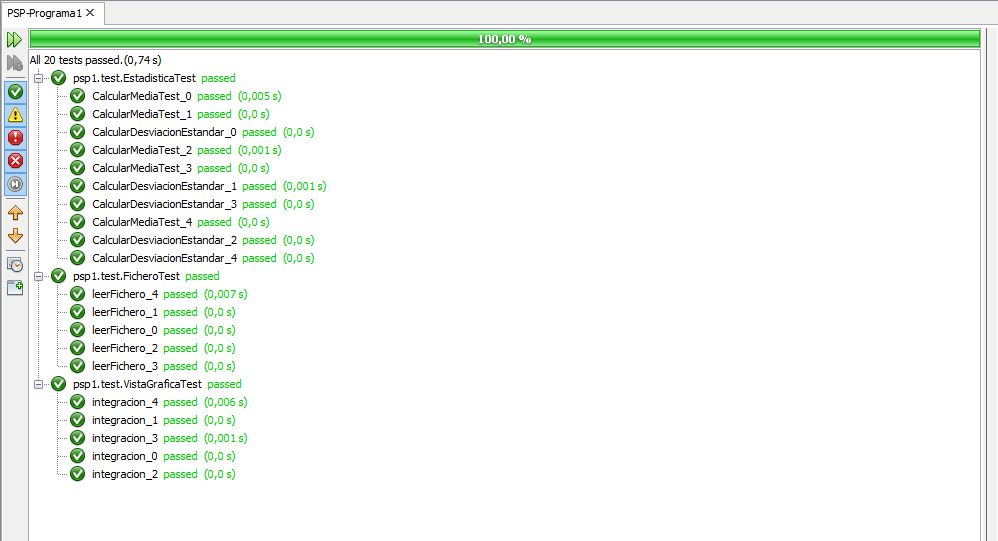 PSP-Programa1
100,00 %
All 20 tests passed.(0,74 s)
psp1.test.EstadisticaTest passed
CalcularMediaTest_0 passed (0,005 s)
CalcularMediaTest_1 passed (0,0 s)
CalcularDesviacionEstandar_0 passed (0,0 s)
CalcularMediaTest_2 passed (0,001 s)
CalcularMediaTest_3 passed (0,0 s)
CalcularDesviacionEstandar_1 passed (0,001 s)
CalcularDesviacionEstandar_3 passed (0,0 s)
CalcularMediaTest_4 passed (0,0 s)
CalcularDesviacionEstandar_2 passed (0,0 s)
CalcularDesviacionEstandar_4 passed (0,0 s)
psp1.test.FicheroTest passed
leerFichero_4 passed (0,007 s)
leerFichero_1 passed (0,0 s)
leerFichero_0 passed (0,0 s)
leerFichero_2 passed (0,0 s)
leerFichero_3 passed (0,0 s)
psp1.test.VistaGraficaTest passed
integracion_4 passed (0,006 s)
integracion_1 passed (0,0 s)
integracion_3 passed (0,001 s)
integracion_0 passed (0,0 s)
integracion_2 passed (0,0 s)